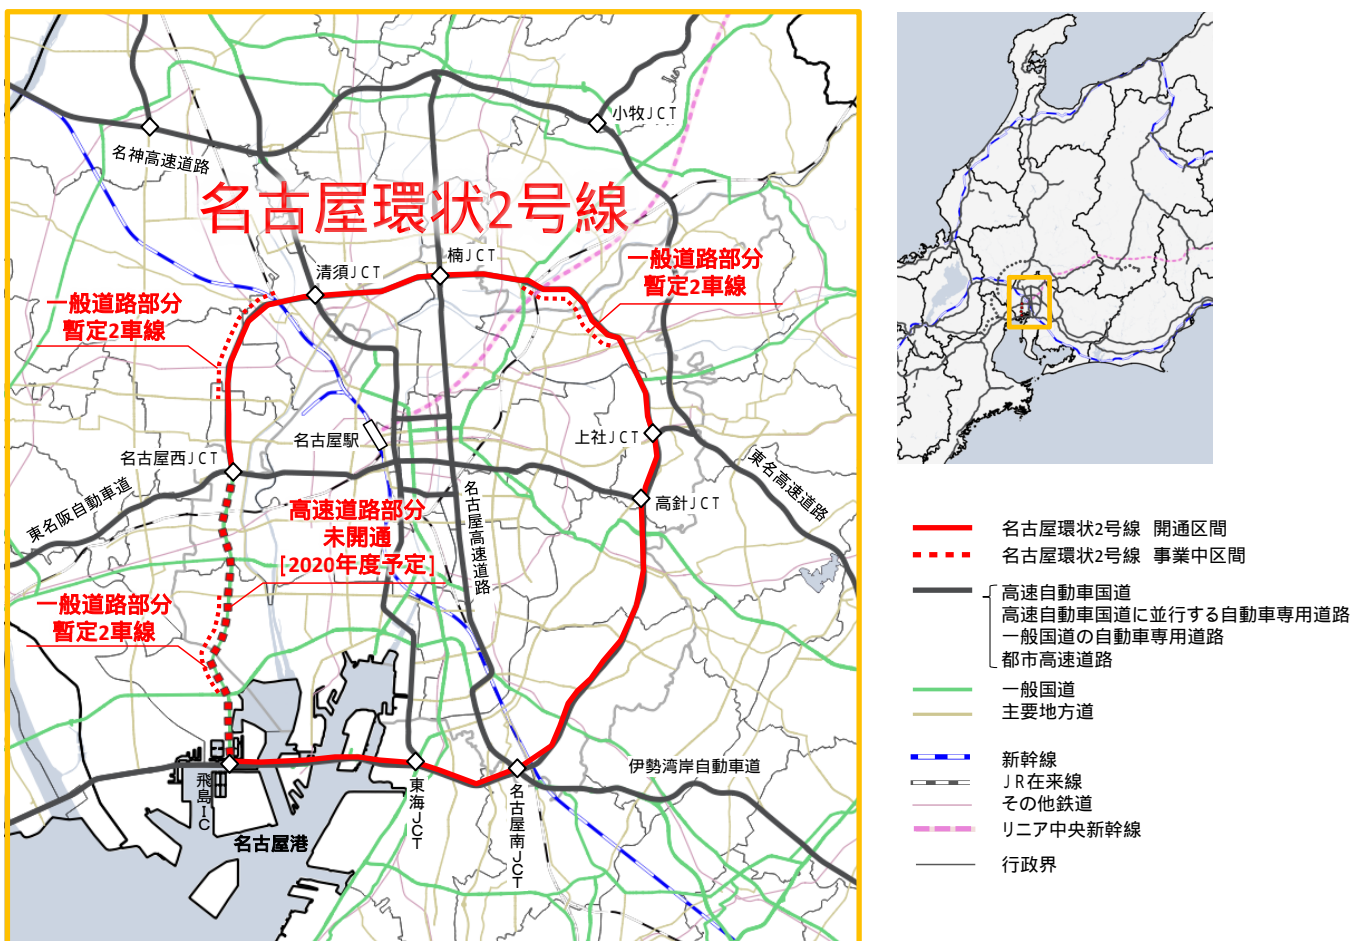 小牧JCT
名神高速道路
名古屋環状2号線
楠JCT
清須JCT
一般道路部分
暫定2車線
一般道路部分
暫定2車線
名古屋駅
上社JCT
名古屋西JCT
東名高速道路
東名阪自動車道
高針JCT
名古屋高速道路
高速道路部分
未開通
[2020年度予定]
一般道路部分
暫定2車線
伊勢湾岸自動車道
飛島IC
東海JCT
名古屋南JCT
名古屋港
名古屋環状2号線 開通区間
名古屋環状2号線 事業中区間
高速自動車国道
高速自動車国道に並行する自動車専用道路
一般国道の自動車専用道路
都市高速道路
一般国道
主要地方道
新幹線
JR在来線
その他鉄道
リニア中央新幹線
行政界